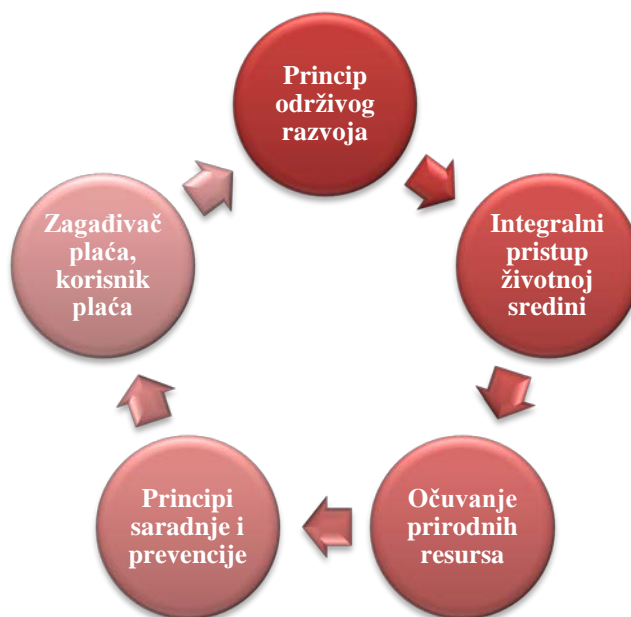 Princip
održivog
razvoja
Integralni
pristup
životnoj
sredini
Očuvanje
prirodnih
resursa
Principi
saradnje i
prevencije
Zagađivač
plaća,
korisnik
plaća